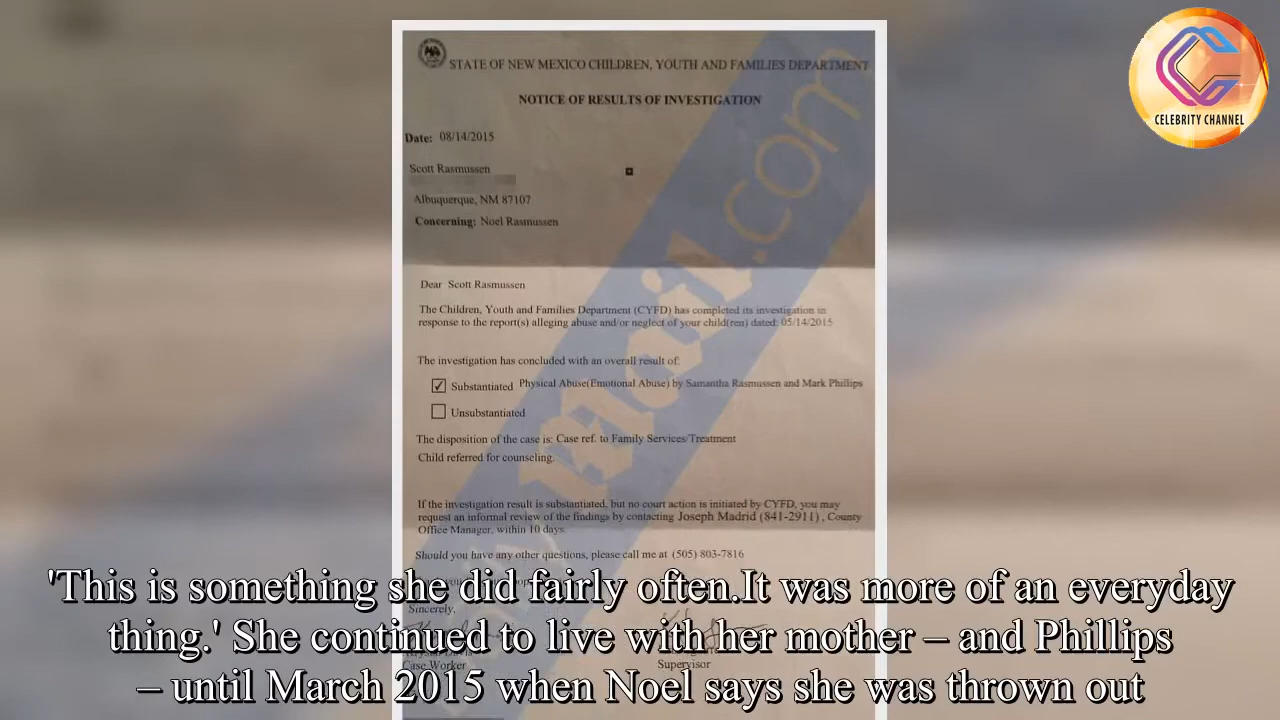 STATE OF NEW MEXICO CHILDREN, YOUTH AND FAMILIES DEPARTMENT
NOTICE OF RESULTS OF INVESTIGATION
CELEBRITY CHANNEL
Date: 08/14/2015
Scott Rasmussen
Albuquerque, NM 87107
Concerning: Noel Rasmussen
Dear Scott Rasmussen
The Children, Youth and Families Department (CYFD) has completed its investigation in
response to the report(s) alleging abuse and/or neglect of your child(ren) dated: 05/14/2015
The investigation has concluded with an overall result of:
Substantiated Physical Abuse(Emotional Abuse) by Samantha Rasmussen and Mark Phillips
Unsubstantiated
The disposition of the case is: Case ref. to Family Services/Treatment
Child referred for counseling.
If the investigation result is substantiated, but no court action is initiated by CYFD, you may
request an informal review of the findings by contacting Joseph Madrid (841-2911) , County
Office Manager, within 10 days.
Should you have any other questions, please call me at (505) 803-7816
Sincerely,
Case Worker
Supervisor
Mail.com
'This is something she did fairly often.It was more of an everyday
thing.' She continued to live with her mother – and Phillips
– until March 2015 when Noel says she was thrown out